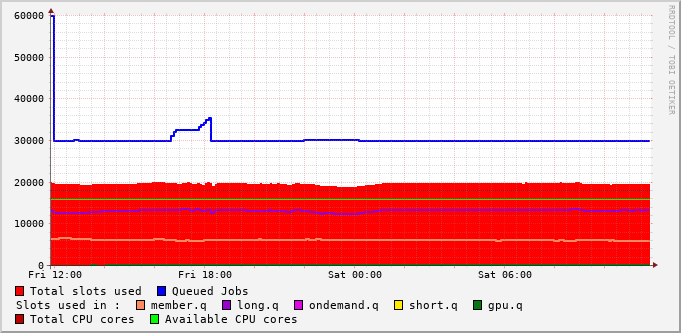 60000
50000
40000
30000
20000
10000
0
Fri 12:00 Fri 18:00 Sat 00:00 Sat 06:00
Total slots used Queued Jobs
Slots used in : member.q long.q ondemand.q short.q gpu.q
Total CPU cores Available CPU cores
RRDTOOL / TOBI OETIKER